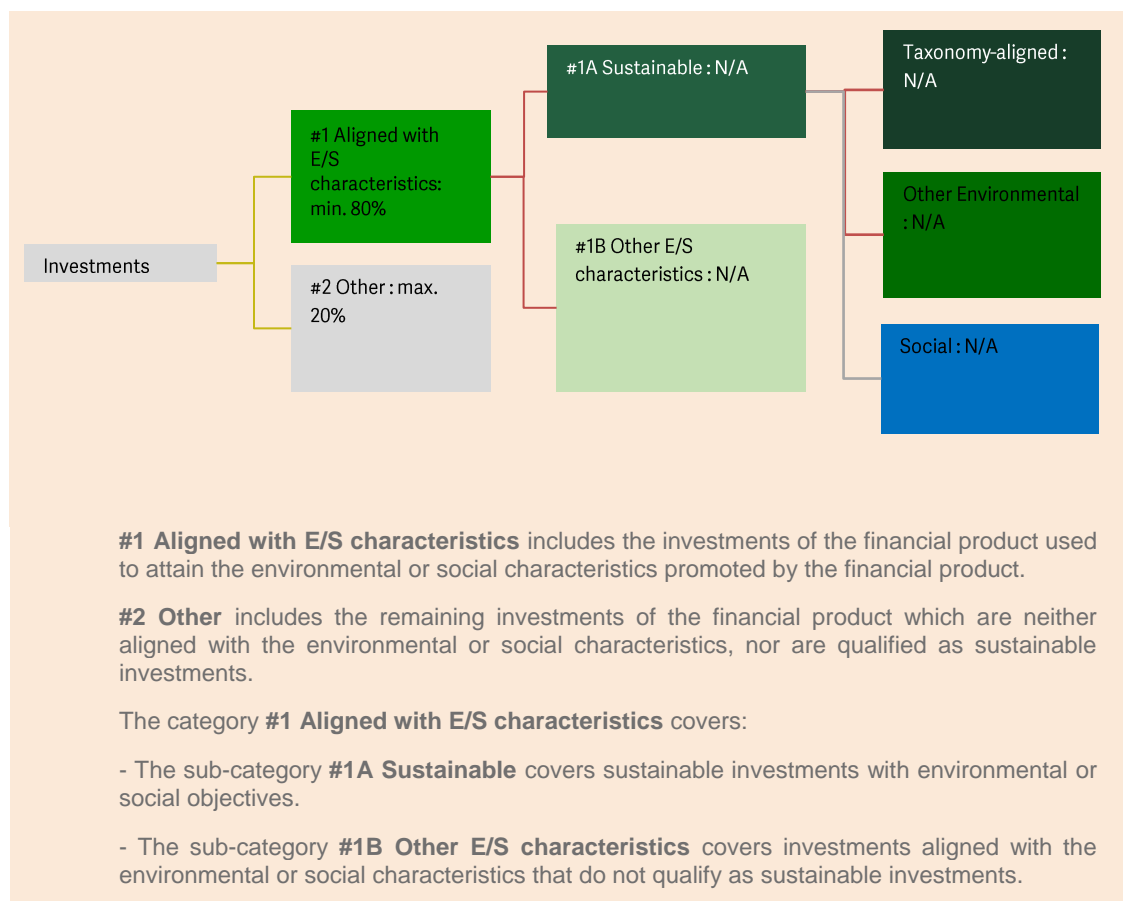 Investments
#1 Aligned with
E/S
characteristics:
min. 80%
#2 Other : max.
20%
#1A Sustainable : N/A
#1B Other E/S
characteristics : N/A
Taxonomy-aligned :
N/A
Other Environmental
: N/A
Social : N/A
#1 Aligned with E/S characteristics includes the investments of the financial product used
to attain the environmental or social characteristics promoted by the financial product.
#2 Other includes the remaining investments of the financial product which are neither
aligned with the environmental or social characteristics, nor are qualified as sustainable
investments.
The category #1 Aligned with E/S characteristics covers:
- The sub-category #1A Sustainable covers sustainable investments with environmental or
social objectives.
- The sub-category #1B Other E/S characteristics covers investments aligned with the
environmental or social characteristics that do not qualify as sustainable investments.